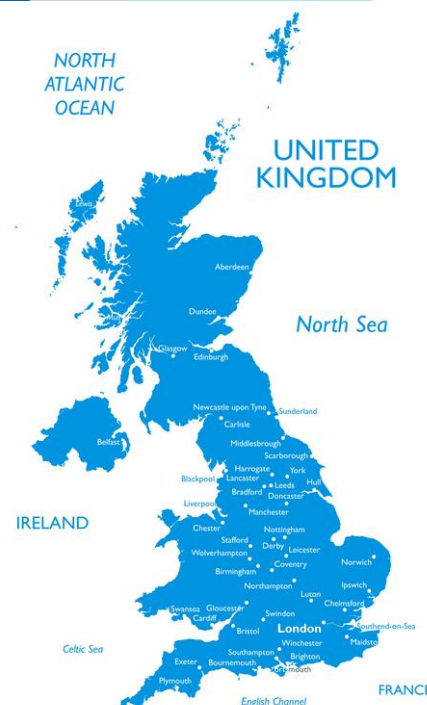 NORTH
ATLANTIC
OCEAN
UNITED
KINGDOM
Lewis
Aberdeen
Dundee
North Sea
Glasgow
Edinburgh
Newcastle upon Tyne
Sunderland
Carlisle
Belfast
Middlesbrough
Scarborough
Harrogate
York
Blackpool
Lancaster
Leeds
Hull
Bradford
Doncaster
Liverpool
Manchester
IRELAND
Chester
Nottingham
Stafford
Derby
Wolverhampton
Leicester
Norwich
Birmingham
Coventry
Northampton
Ipswich
Luton
Chelmsford
Swansea
Gloucester
Swindon
Cardiff
Bristol
London
Southend-on-Sea
Maidsto
Winchester
Celtic Sea
Southampton
Brighton
Exeter
Bournemouth
Plymouth
English Channel
FRANCE